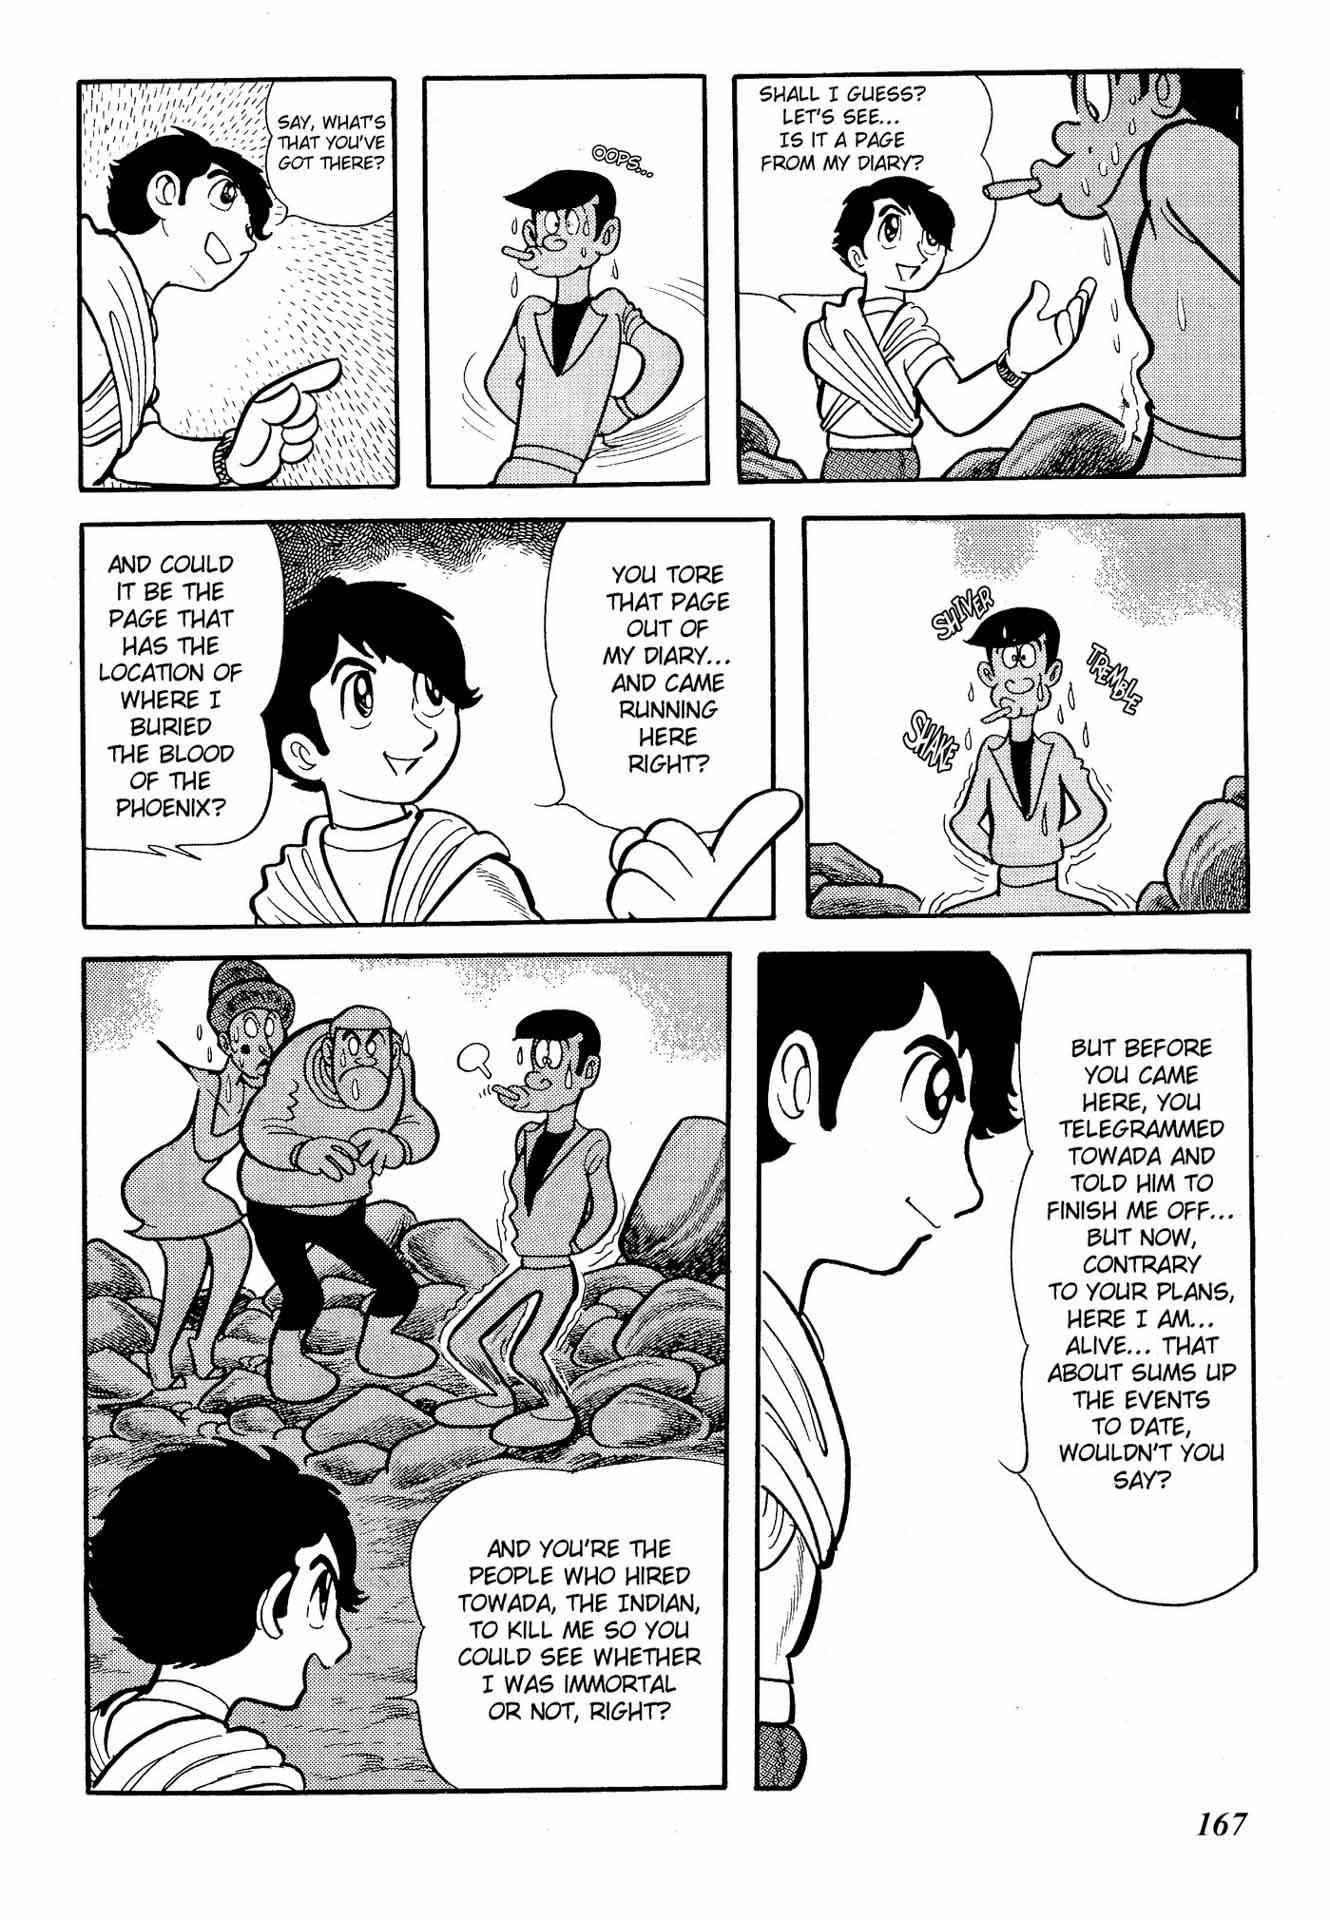 SAY, WHAT'S
THAT YOU'VE
GOT THERE?
OOPS...
SHALL I GUESS?
LET'S SEE...
IS IT A PAGE
FROM MY DIARY?
AND COULD
IT BE THE
PAGE THAT
HAS THE
LOCATION OF
WHERE I
BURIED
THE BLOOD
OF THE
PHOENIX?
YOU TORE
THAT PAGE
OUT OF
MY DIARY...
AND CAME
RUNNING
HERE
RIGHT?
SHIVER
TREMBLE
SHAKE
AND YOU'RE THE
PEOPLE WHO HIRED
TOWADA, THE INDIAN,
TO KILL ME SO YOU
COULD SEE WHETHER
I WAS IMMORTAL
OR NOT, RIGHT?
BUT BEFORE
YOU CAME
HERE, YOU
TELEGRAMMED
TOWADA AND
TOLD HIM TO
FINISH ME OFF...
BUT NOW,
CONTRARY
TO YOUR PLANS,
HERE I AM...
ALIVE... THAT
ABOUT SUMS UP
THE EVENTS
TO DATE,
WOULDN'T YOU
SAY?
167